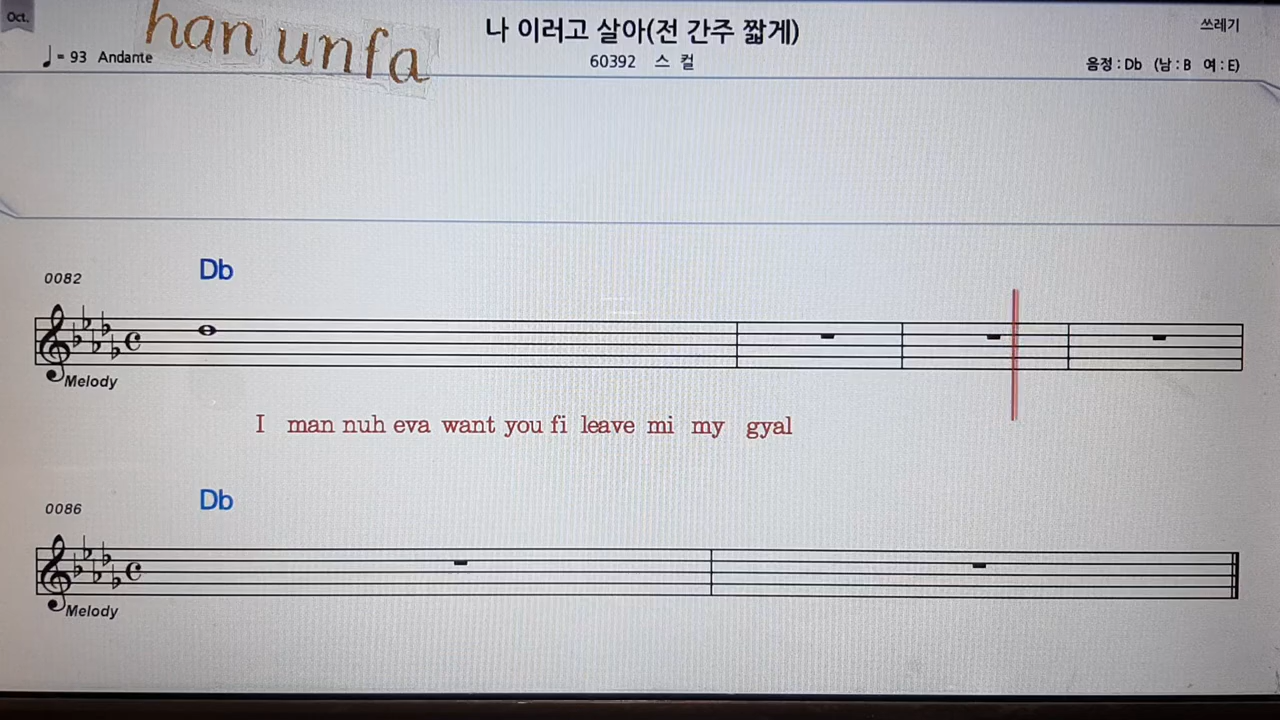 Oct.
han unfa
나 이러고 살아(전 간주 짧게)
쓰레기
♩= 93 Andante
60392 스 컬
음정 : Db (남 : B 여 : E)
0082
Db
Melody
I man nuh eva want you fi leave mi my gyal
0086
Db
Melody